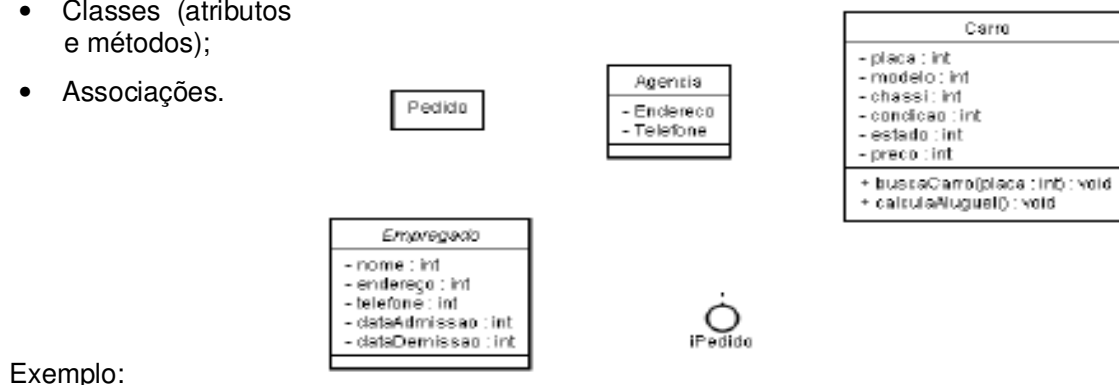 • Classes (atributos
e métodos);
• Associações.
Pedido
Agencia
- Endereco
- Telefone
Carro
- placa : int
- modelo : int
- chassi : int
- condicao : int
- estado : int
- preco : int
+ buscaCarro(placa : int) : void
+ calculaAluguel() : void
Empregado
- nome : int
- endereço : int
- telefone : int
- dataAdmissao : int
- dataDemissao : int
iPedido
Exemplo: